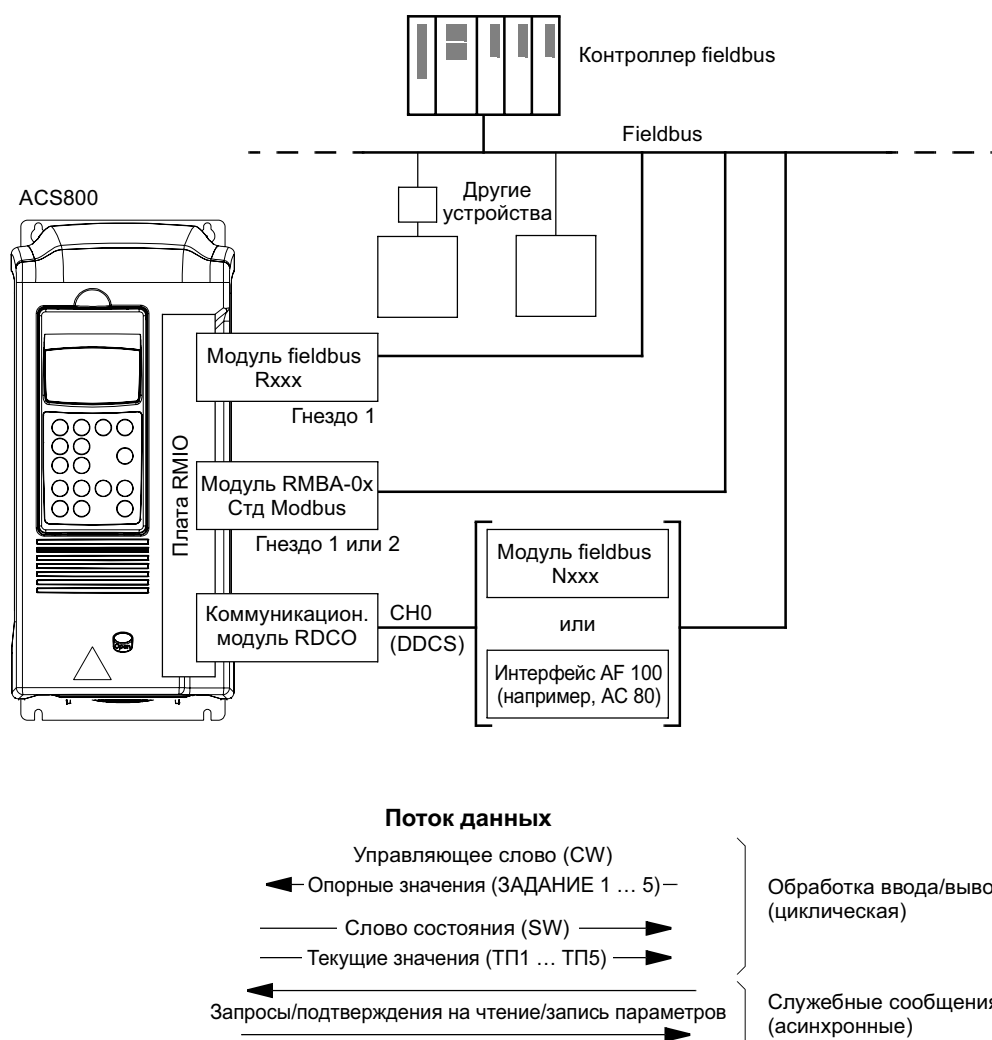 Контроллер fieldbus
Fieldbus
ACS800
Другие
устройства
Модуль fieldbus
Rxxx
Гнездо 1
Плата RMIO
Модуль RMBA-0x
Стд Modbus
Гнездо 1 или 2
Коммуникацион.
модуль RDCO
CH0
(DDCS)
Модуль fieldbus
Nxxx
или
Интерфейс AF 100
(например, AC 80)
Поток данных
Управляющее слово (CW)
Опорные значения (ЗАДАНИЕ 1 … 5)
Слово состояния (SW)
Текущие значения (ТП1 … ТП5)
Обработка ввода/выво
(циклическая)
Запросы/подтверждения на чтение/запись параметров
Служебные сообщения
(асинхронные)